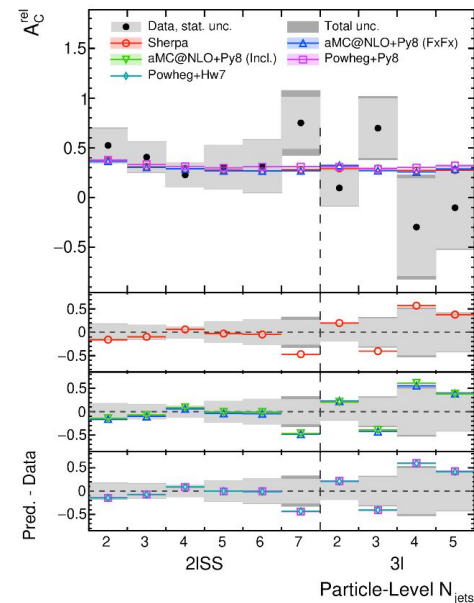 A_C^rel
Data, stat. unc.
Total unc.
Sherpa
aMC@NLO+Py8 (FxFx)
aMC@NLO+Py8 (Incl.)
Powheg+Py8
Powheg+Hw7
1.5
1
0.5
0
−0.5
0.5
0
−0.5
0.5
0
−0.5
0.5
0
−0.5
Pred. - Data
2 3 4 5 6 7 2 3 4 5
2lSS 3l
Particle-Level N_jets